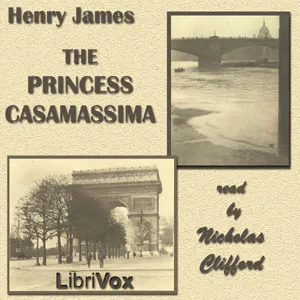 Henry James
THE
PRINCESS
CASAMASSIMA
read
by
Nicholas
Clifford
LibriVox